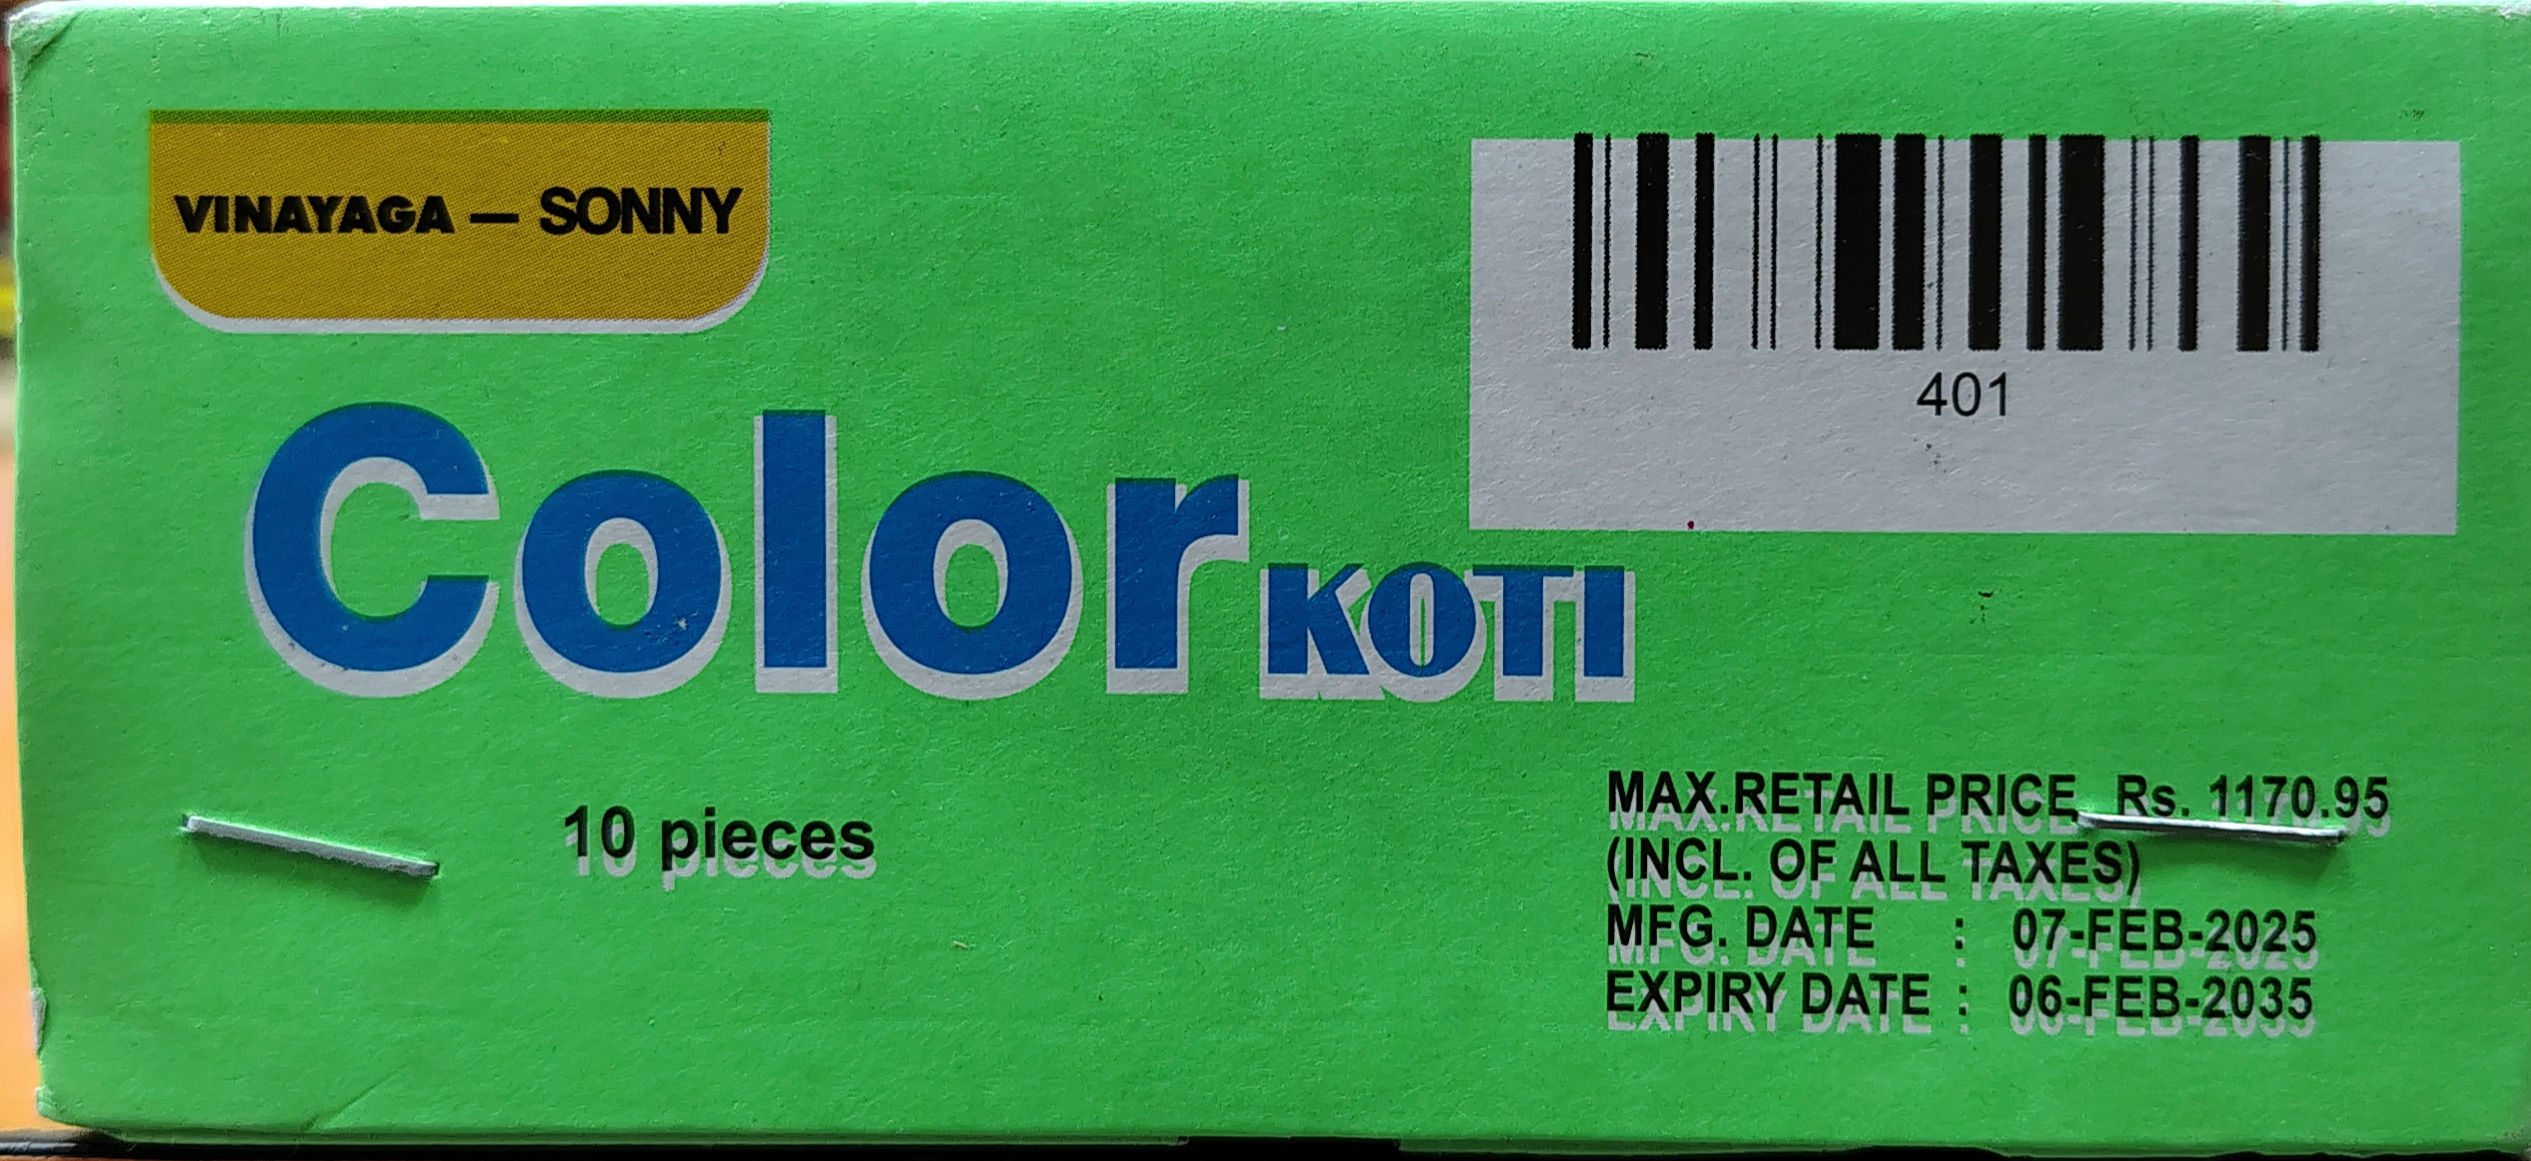 VINAYAGA — SONNY
401
Color KOTI
10 pieces
MAX.RETAIL PRICE Rs. 1170.95
(INCL. OF ALL TAXES)
MFG. DATE : 07-FEB-2025
EXPIRY DATE : 06-FEB-2035